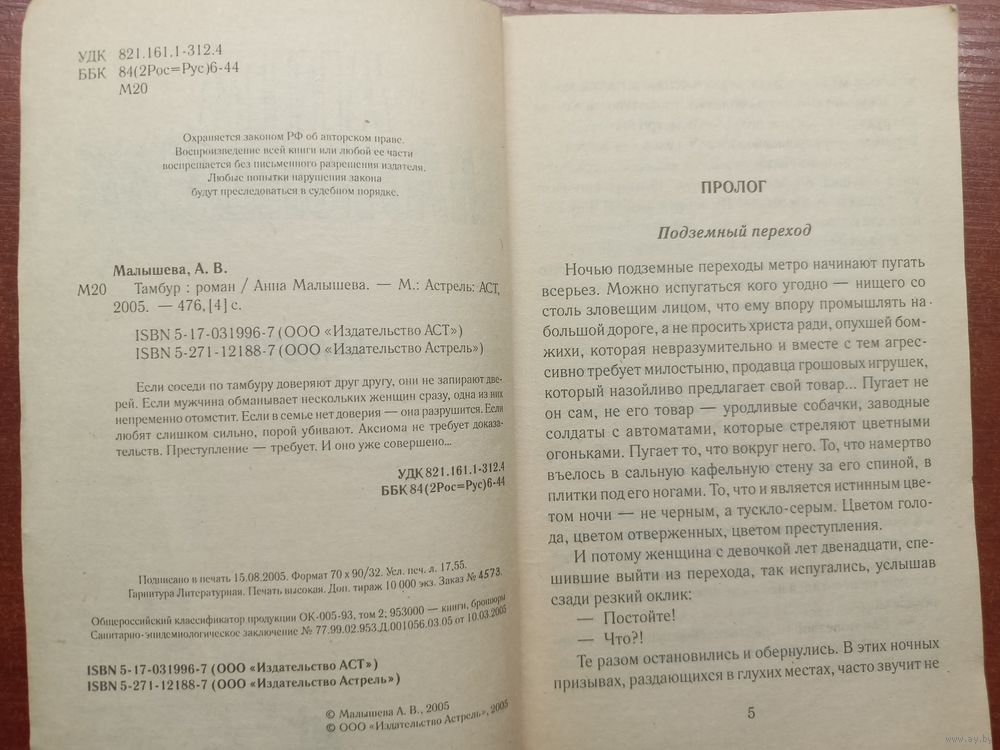 УДК 821.161.1-312.4
ББК 84(2Рос=Рус)6-44
М20
Охраняется законом РФ об авторском праве.
Воспроизведение всей книги или любой ее части
воспрещается без письменного разрешения издателя.
Любые попытки нарушения закона
будут преследоваться в судебном порядке.
Малышева, А. В.
М20 Тамбур : роман / Анна Малышева. — М.: Астрель: АСТ,
2005. — 476, [4] с.
ISBN 5-17-031996-7 (ООО «Издательство АСТ»)
ISBN 5-271-12188-7 (ООО «Издательство Астрель»)
Если соседи по тамбуру доверяют друг другу, они не запирают две-
рей. Если мужчина обманывает нескольких женщин сразу, одна из них
непременно отомстит. Если в семье нет доверия — она разрушится. Если
любят слишком сильно, порой убивают. Аксиома не требует доказа-
тельств. Преступление — требует. И оно уже совершено...
УДК 821.161.1-312.4
ББК 84(2Рос=Рус)6-44
Подписано в печать 15.08.2005. Формат 70 x 90/32. Усл. печ. л. 17,55.
Гарнитура Литературная. Печать высокая. Доп. тираж 10 000 экз. Заказ № 4573.
Общероссийский классификатор продукции ОК-005-93, том 2; 953000 — книги, брошюры
Санитарно-эпидемиологическое заключение № 77.99.02.953.Д.001056.03.05 от 10.03.2005
ISBN 5-17-031996-7 (ООО «Издательство АСТ»)
ISBN 5-271-12188-7 (ООО «Издательство Астрель»)
© Малышева А. В., 2005
© ООО «Издательство Астрель», 2005
ПРОЛОГ
Подземный переход
Ночью подземные переходы метро начинают пугать
всерьез. Можно испугаться кого угодно — нищего со
столь зловещим лицом, что ему впору промышлять на
большой дороге, а не просить христа ради, опухшей бом-
жихи, которая невразумительно и вместе с тем агрес-
сивно требует милостыню, продавца грошовых игрушек,
который назойливо предлагает свой товар... Пугает не
он сам, не его товар — уродливые собачки, заводные
солдаты с автоматами, которые стреляют цветными
огоньками. Пугает то, что вокруг него. То, что намертво
въелось в сальную кафельную стену за его спиной, в
плитки под его ногами. То, что и является истинным цве-
том ночи — не черным, а тускло-серым. Цветом голо-
да, цветом отверженных, цветом преступления.
И потому женщина с девочкой лет двенадцати, спе-
шившие выйти из перехода, так испугались, услышав
сзади резкий оклик:
— Постойте!
— Что?!
Те разом остановились и обернулись. В этих ночных
призывах, раздающихся в глухих местах, часто звучит не
5
www.ay.by